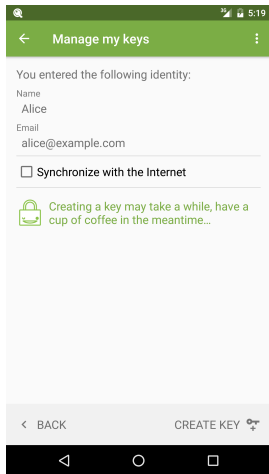 3G 5:19
Manage my keys
You entered the following identity:
Name
Alice
Email
alice@example.com
Synchronize with the Internet
Creating a key may take a while, have a
cup of coffee in the meantime...
BACK CREATE KEY